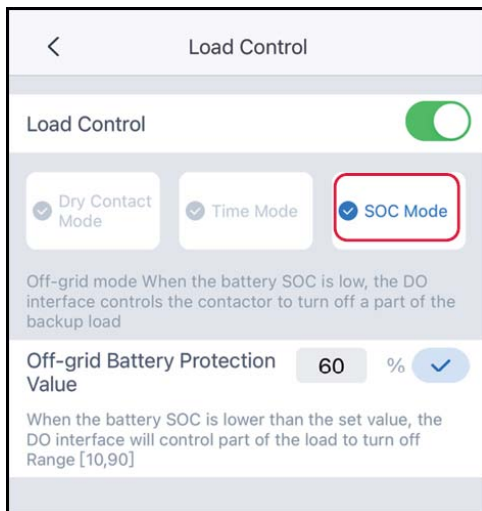 Load Control
Load Control
Dry Contact
Mode
Time Mode
SOC Mode
Off-grid mode When the battery SOC is low, the DO
interface controls the contactor to turn off a part of the
backup load
Off-grid Battery Protection
Value
60 %
When the battery SOC is lower than the set value, the
DO interface will control part of the load to turn off
Range [10,90]